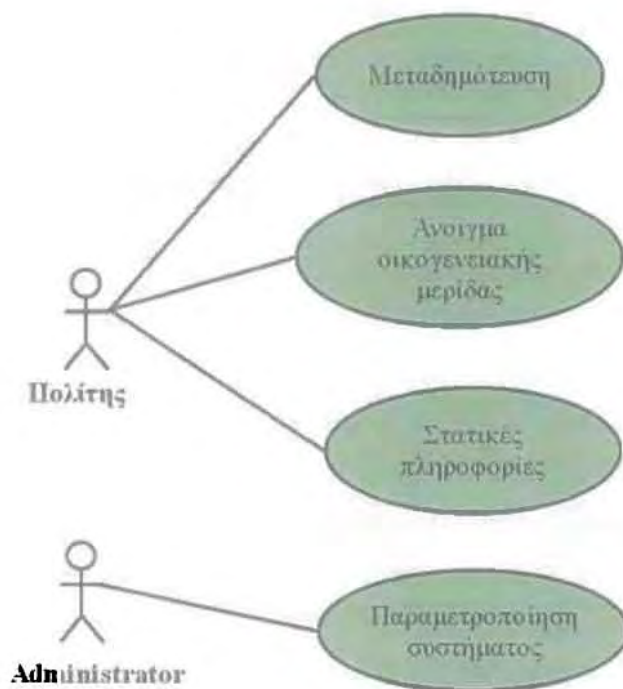 Μεταδημότευση
Άνοιγμα
οικογενειακής
μερίδας
Πολίτης
Στατικές
πληροφορίες
Παραμετροποίηση
συστήματος
Administrator